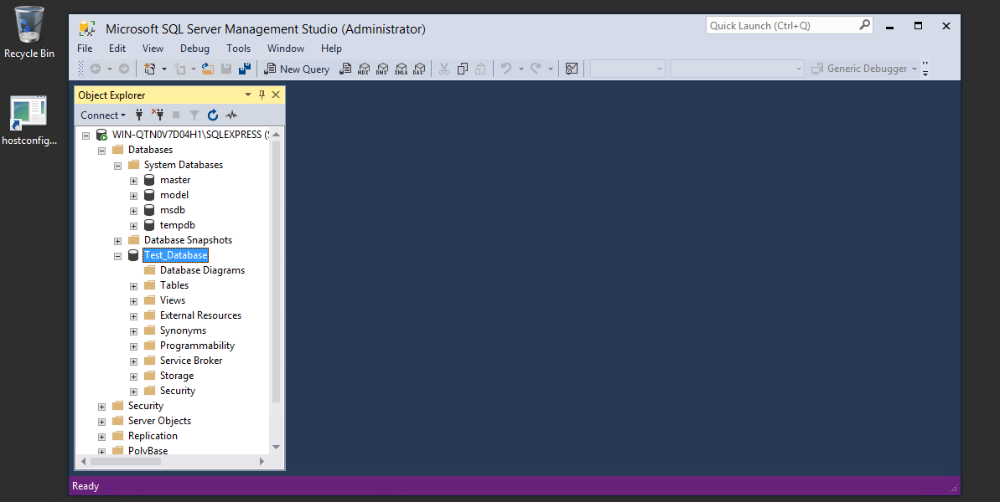 Recycle Bin
hostconfig...
Microsoft SQL Server Management Studio (Administrator)
Quick Launch (Ctrl+Q)
File Edit View Debug Tools Window Help
New Query MDX DMX XMLA DAX Generic Debugger
Object Explorer
Connect
WIN-QTN0V7D04H1\SQLEXPRESS (S
Databases
System Databases
master
model
msdb
tempdb
Database Snapshots
Test_Database
Database Diagrams
Tables
Views
External Resources
Synonyms
Programmability
Service Broker
Storage
Security
Security
Server Objects
Replication
PolyBase
Ready